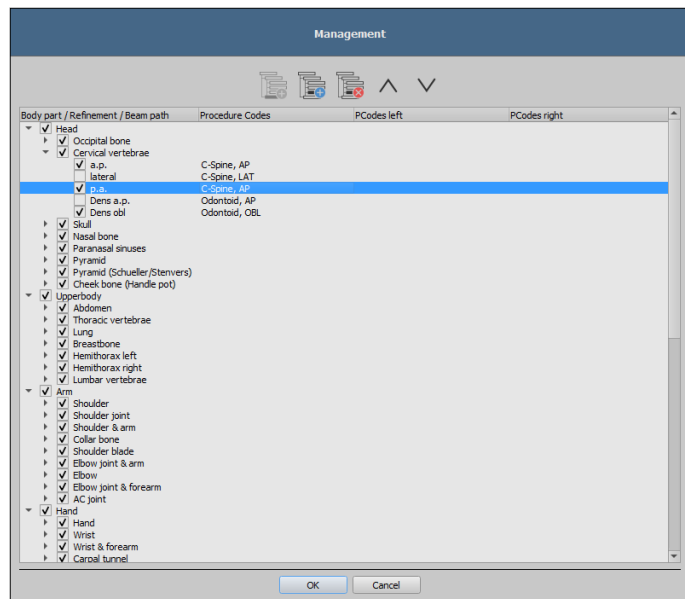 Management
Body part / Refinement / Beam path Procedure Codes PCodes left PCodes right
Head
Occipital bone
Cervical vertebrae
a.p. C-Spine, AP
lateral C-Spine, LAT
p.a. C-Spine, AP
Dens a.p. Odontoid, AP
Dens obl Odontoid, OBL
Skull
Nasal bone
Paranasal sinuses
Pyramid
Pyramid (Schueller/Stenvers)
Cheek bone (Handle pot)
Upperbody
Abdomen
Thoracic vertebrae
Lung
Breastbone
Hemithorax left
Hemithorax right
Lumbar vertebrae
Arm
Shoulder
Shoulder joint
Shoulder & arm
Collar bone
Shoulder blade
Elbow joint & arm
Elbow
Elbow joint & forearm
AC joint
Hand
Hand
Wrist
Wrist & forearm
Carpal tunnel
OK Cancel